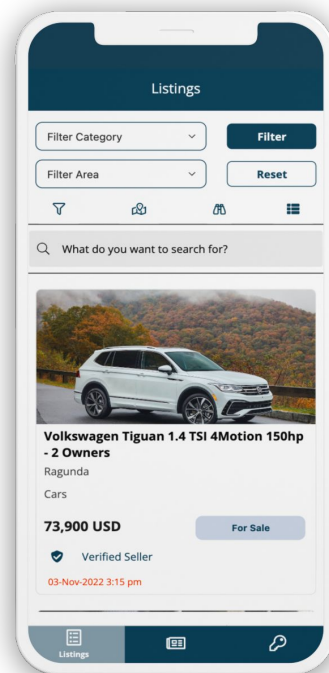 Listings
Filter Category
Filter
Filter Area
Reset
What do you want to search for?
Volkswagen Tiguan 1.4 TSI 4Motion 150hp
- 2 Owners
Ragunda
Cars
73,900 USD
For Sale
Verified Seller
03-Nov-2022 3:15 pm
Listings